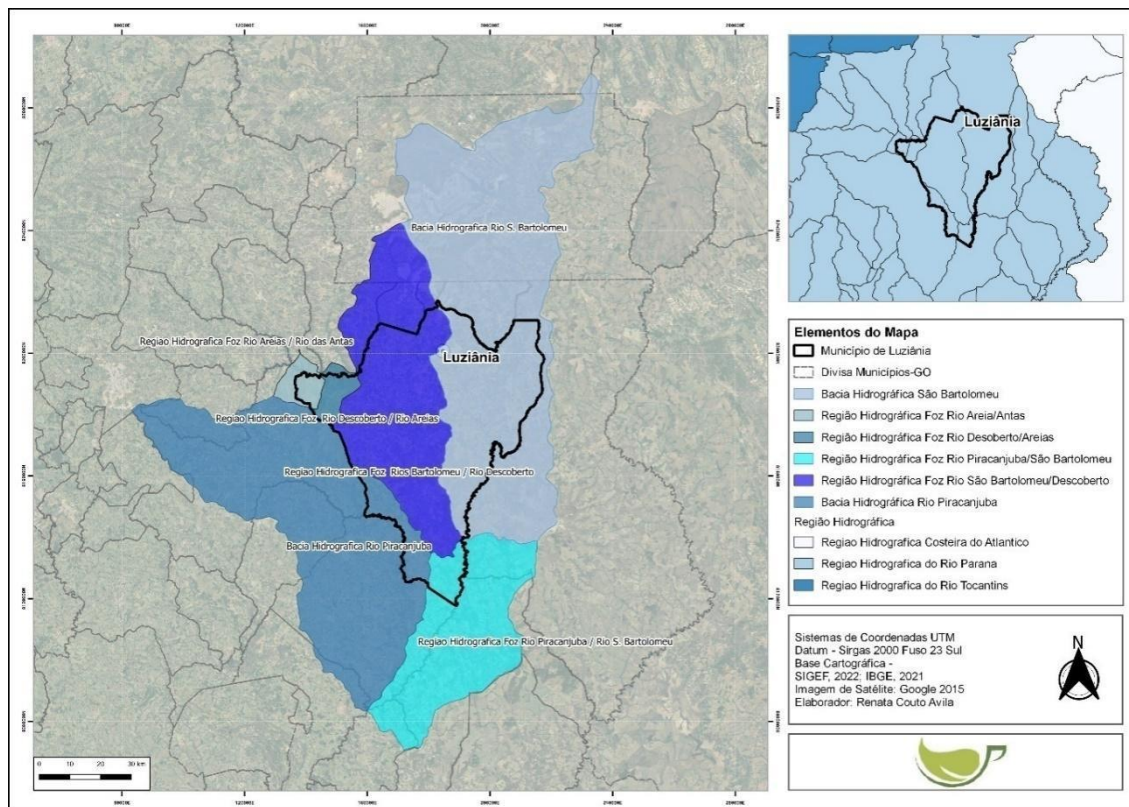 Bacia Hidrografica Rio S. Bartolomeu
Luziânia
Regiao Hidrografica Foz Rio Areias / Rio das Antas
Regiao Hidrografica Foz Rio Descoberto / Rio Areias
Regiao Hidrografica Foz Rios Bartolomeu / Rio Descoberto
Bacia Hidrografica Rio Piracanjuba
Regiao Hidrografica Foz Rio Piracanjuba / Rio S. Bartolomeu
0 10 20 30 km
Luziânia
Elementos do Mapa
Município de Luziânia
Divisa Municípios-GO
Bacia Hidrográfica São Bartolomeu
Região Hidrográfica Foz Rio Areia/Antas
Região Hidrográfica Foz Rio Desoberto/Areias
Região Hidrográfica Foz Rio Piracanjuba/São Bartolomeu
Região Hidrográfica Foz Rio São Bartolomeu/Descoberto
Bacia Hidrográfica Rio Piracanjuba
Região Hidrográfica
Regiao Hidrografica Costeira do Atlantico
Regiao Hidrografica do Rio Parana
Regiao Hidrografica do Rio Tocantins
Sistemas de Coordenadas UTM
Datum - Sirgas 2000 Fuso 23 Sul
Base Cartográfica -
SIGEF, 2022; IBGE, 2021
Imagem de Satélite: Google 2015
Elaborador: Renata Couto Avila
N